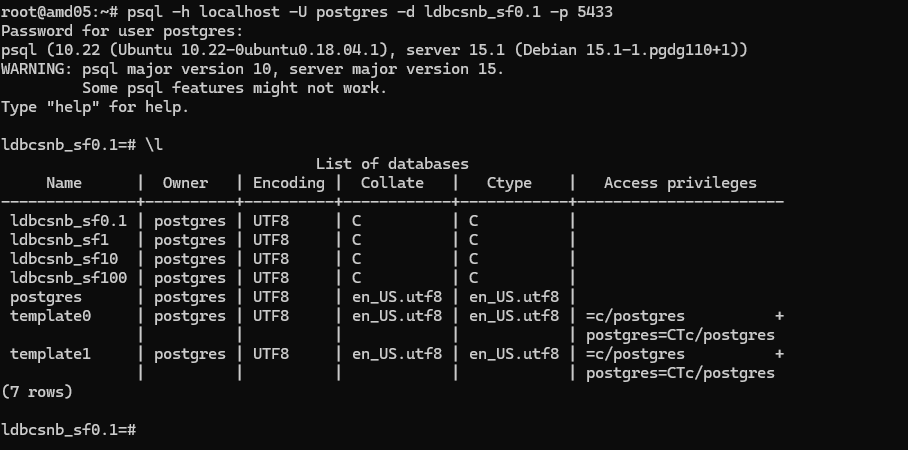 root@amd05:~# psql -h localhost -U postgres -d ldbcsnb_sf0.1 -p 5433
Password for user postgres:
psql (10.22 (Ubuntu 10.22-0ubuntu0.18.04.1), server 15.1 (Debian 15.1-1.pgdg110+1))
WARNING: psql major version 10, server major version 15.
         Some psql features might not work.
Type "help" for help.

ldbcsnb_sf0.1=# \l
                                   List of databases
     Name      |  Owner   | Encoding |  Collate   |   Ctype    |   Access privileges
---------------+----------+----------+------------+------------+-----------------------
 ldbcsnb_sf0.1 | postgres | UTF8     | C          | C          |
 ldbcsnb_sf1   | postgres | UTF8     | C          | C          |
 ldbcsnb_sf10  | postgres | UTF8     | C          | C          |
 ldbcsnb_sf100 | postgres | UTF8     | C          | C          |
 postgres      | postgres | UTF8     | en_US.utf8 | en_US.utf8 |
 template0     | postgres | UTF8     | en_US.utf8 | en_US.utf8 | =c/postgres          +
               |          |          |            |            | postgres=CTc/postgres
 template1     | postgres | UTF8     | en_US.utf8 | en_US.utf8 | =c/postgres          +
               |          |          |            |            | postgres=CTc/postgres
(7 rows)

ldbcsnb_sf0.1=#